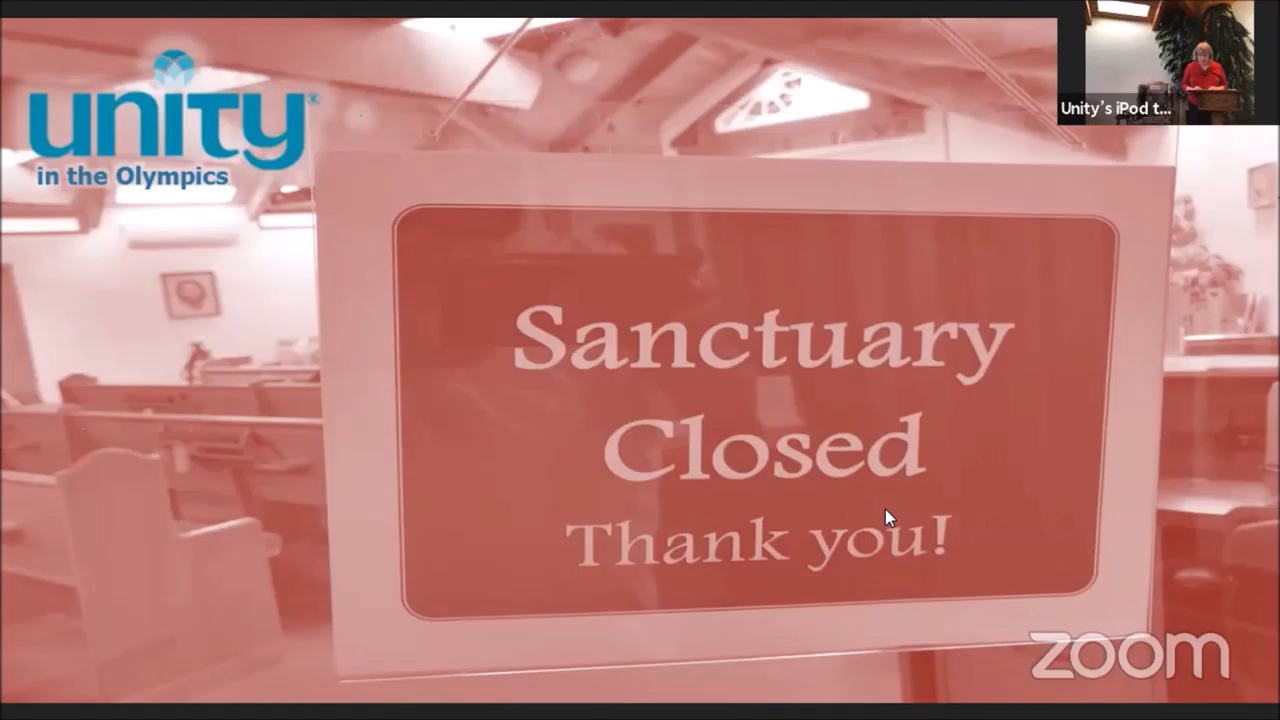 unity®
in the Olympics
Unity's iPod t...
Sanctuary
Closed
Thank you!
zoom